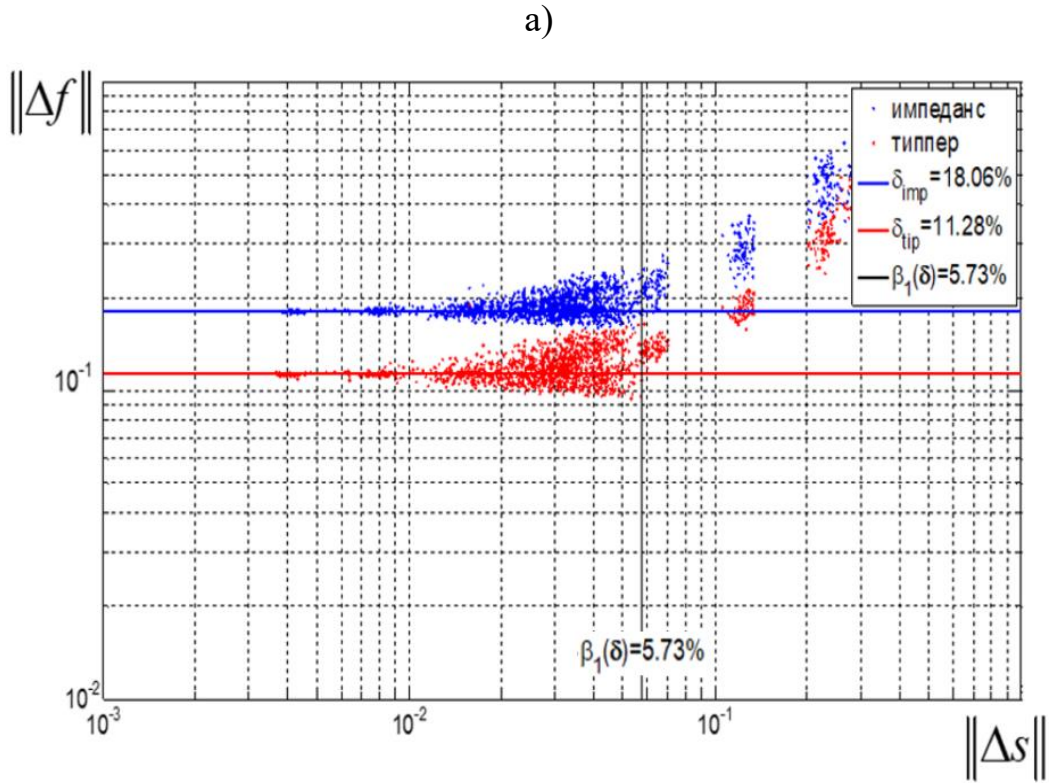 а)
‖Δf‖
импеданс
типпер
δimp=18.06%
δtip=11.28%
β1(δ)=5.73%
10-1
β1(δ)=5.73%
10-2
10-3
10-2
10-1
‖Δs‖